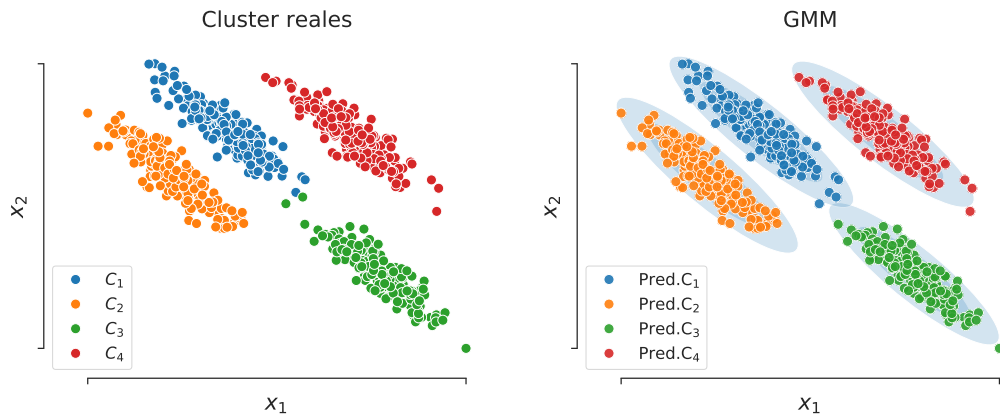 Cluster reales
x₂
C₁
C₂
C₃
C₄
x₁
GMM
x₂
Pred.C₁
Pred.C₂
Pred.C₃
Pred.C₄
x₁